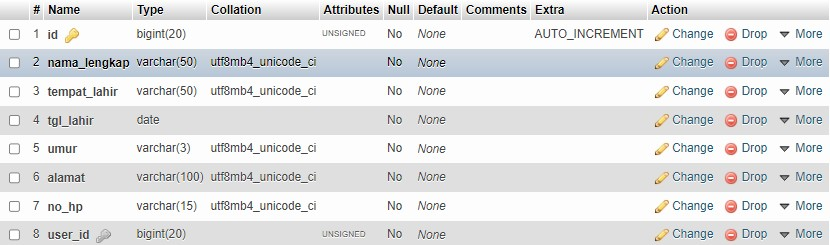 # Name Type Collation Attributes Null Default Comments Extra Action
1 id bigint(20) UNSIGNED No None AUTO_INCREMENT Change Drop More
2 nama_lengkap varchar(50) utf8mb4_unicode_ci No None Change Drop More
3 tempat_lahir varchar(50) utf8mb4_unicode_ci No None Change Drop More
4 tgl_lahir date No None Change Drop More
5 umur varchar(3) utf8mb4_unicode_ci No None Change Drop More
6 alamat varchar(100) utf8mb4_unicode_ci No None Change Drop More
7 no_hp varchar(15) utf8mb4_unicode_ci No None Change Drop More
8 user_id bigint(20) UNSIGNED No None Change Drop More